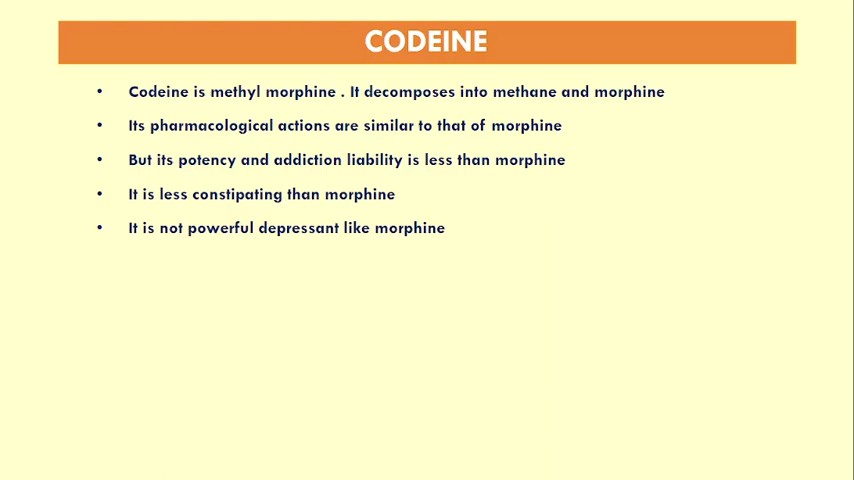 CODEINE
• Codeine is methyl morphine . It decomposes into methane and morphine
• Its pharmacological actions are similar to that of morphine
• But its potency and addiction liability is less than morphine
• It is less constipating than morphine
• It is not powerful depressant like morphine